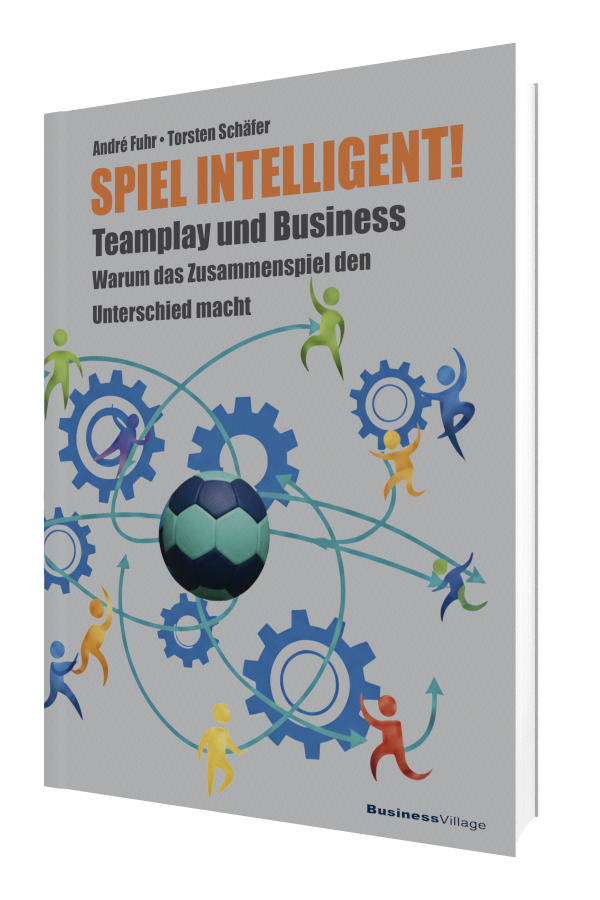 André Fuhr • Torsten Schäfer
SPIEL INTELLIGENT!
Teamplay und Business
Warum das Zusammenspiel den
Unterschied macht
BusinessVillage